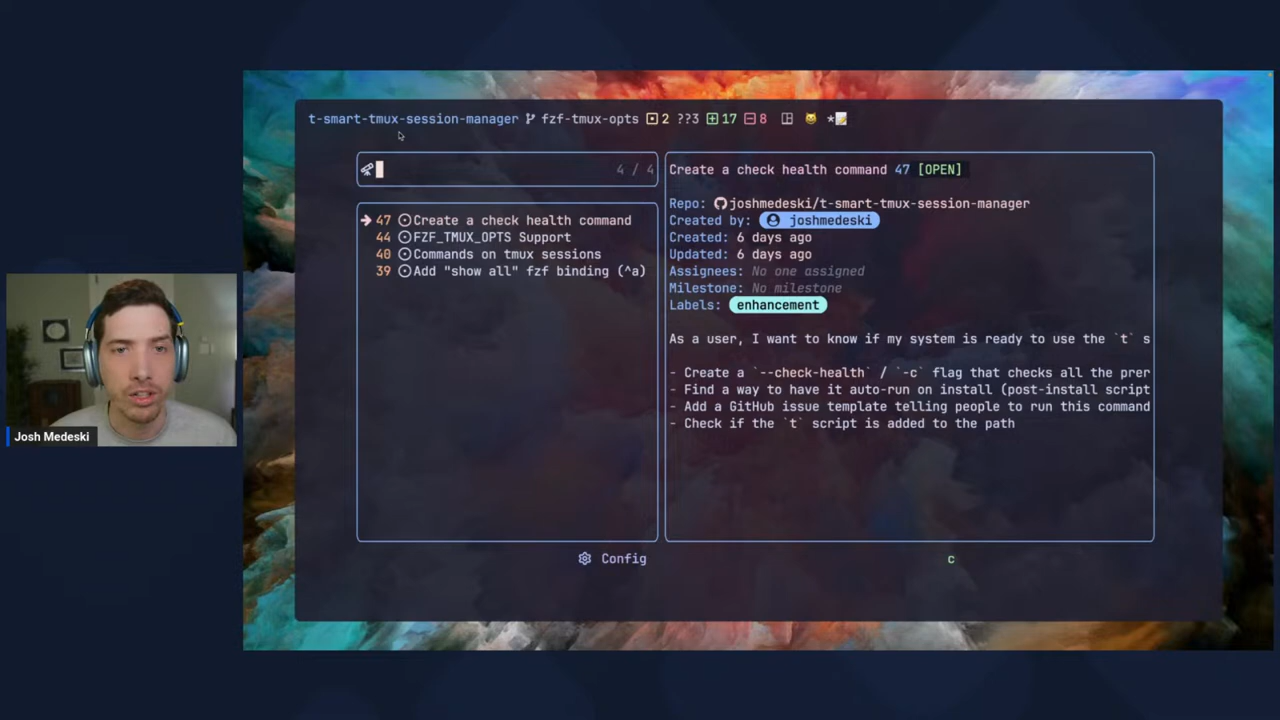 t-smart-tmux-session-manager fzf-tmux-opts 2 ??3 17 8 *
4 / 4
47 Create a check health command
44 FZF_TMUX_OPTS Support
40 Commands on tmux sessions
39 Add "show all" fzf binding (^a)
Create a check health command 47 [OPEN]
Repo: joshmedeski/t-smart-tmux-session-manager
Created by: joshmedeski
Created: 6 days ago
Updated: 6 days ago
Assignees: No one assigned
Milestone: No milestone
Labels: enhancement
As a user, I want to know if my system is ready to use the `t` s
- Create a `--check-health` / `-c` flag that checks all the prer
- Find a way to have it auto-run on install (post-install script
- Add a GitHub issue template telling people to run this command
- Check if the `t` script is added to the path
Config c
Josh Medeski